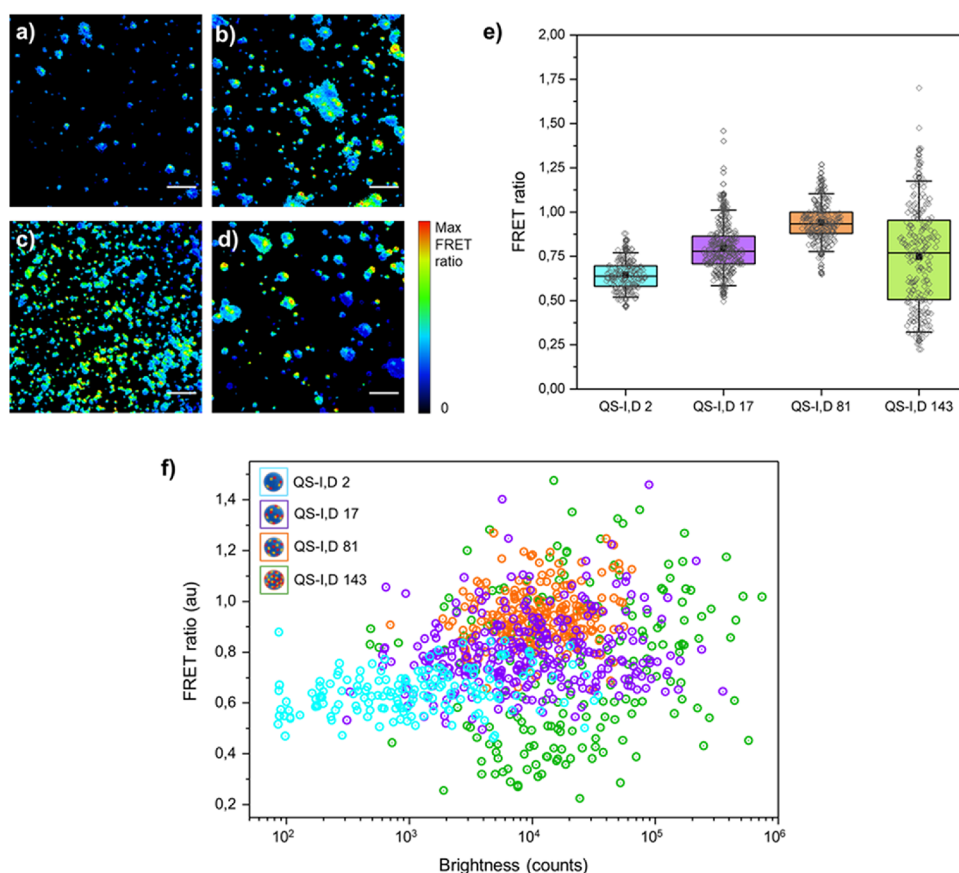 a)
b)
c)
d)
Max
FRET
ratio
0
e)
FRET ratio
2,00
1,75
1,50
1,25
1,00
0,75
0,50
0,25
0,00
QS-I,D 2
QS-I,D 17
QS-I,D 81
QS-I,D 143
f)
FRET ratio (au)
1,4
1,2
1,0
0,8
0,6
0,4
0,2
QS-I,D 2
QS-I,D 17
QS-I,D 81
QS-I,D 143
10²
10³
10⁴
10⁵
10⁶
Brightness (counts)